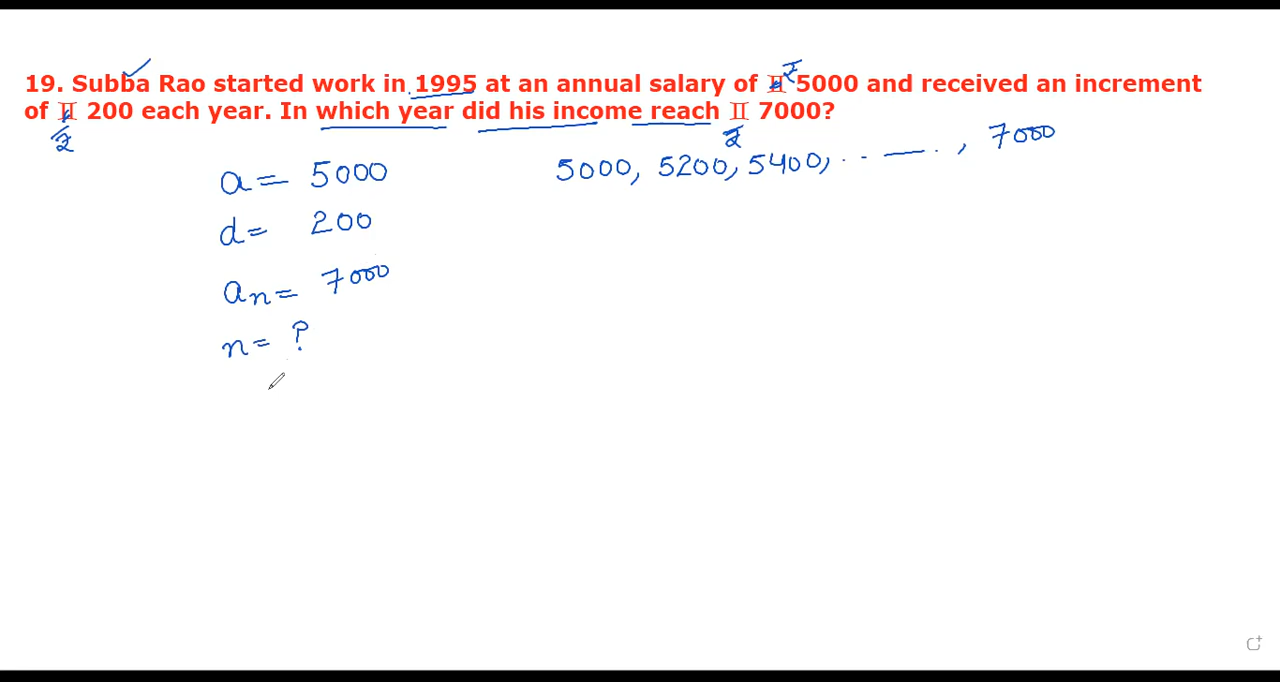 19. Subba Rao started work in 1995 at an annual salary of ₹ 5000 and received an increment
of ₹ 200 each year. In which year did his income reach ₹ 7000?
a = 5000
5000, 5200, 5400, .. — . , 7000
d = 200
an = 7000
n = ?